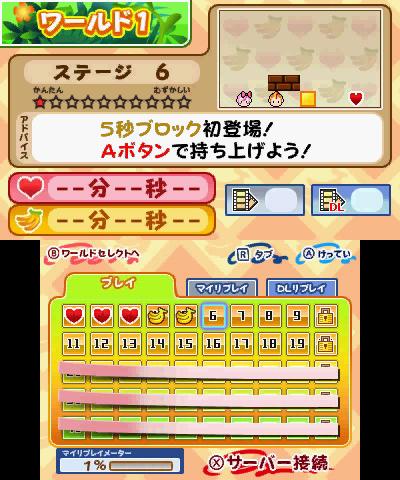 ワールド1
ステージ 6
かんたん むずかしい
アドバイス
5秒ブロック初登場!
Aボタンで持ち上げよう!
--分--秒--
--分--秒--
DL
Bワールドセレクトへ
R タブ
A けってい
プレイ
マイリプレイ
DLリプレイ
6 7 8 9
11 12 13 14 15 16 17 18 19
マイリプレイメーター
1%
Xサーバー接続